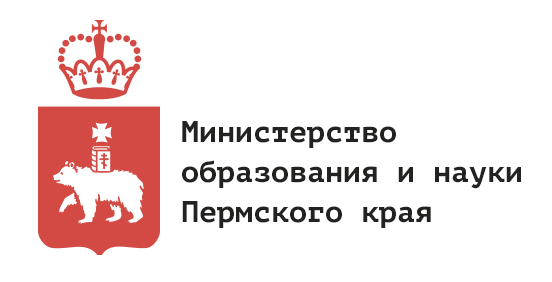 Министерство
образования и науки
Пермского края